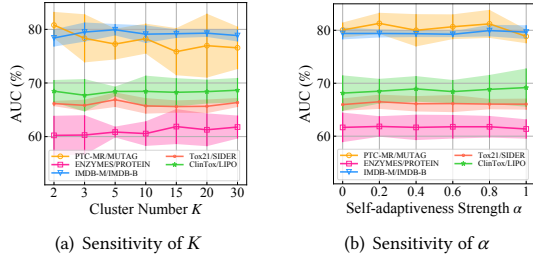 AUC (%)
80
70
60
PTC-MR/MUTAG
ENZYMES/PROTEIN
IMDB-M/IMDB-B
Tox21/SIDER
ClinTox/LIPO
2 3 5 10 15 20 30
Cluster Number K
(a) Sensitivity of K
AUC (%)
80
70
60
PTC-MR/MUTAG
ENZYMES/PROTEIN
IMDB-M/IMDB-B
Tox21/SIDER
ClinTox/LIPO
0 0.2 0.4 0.6 0.8 1
Self-adaptiveness Strength α
(b) Sensitivity of α